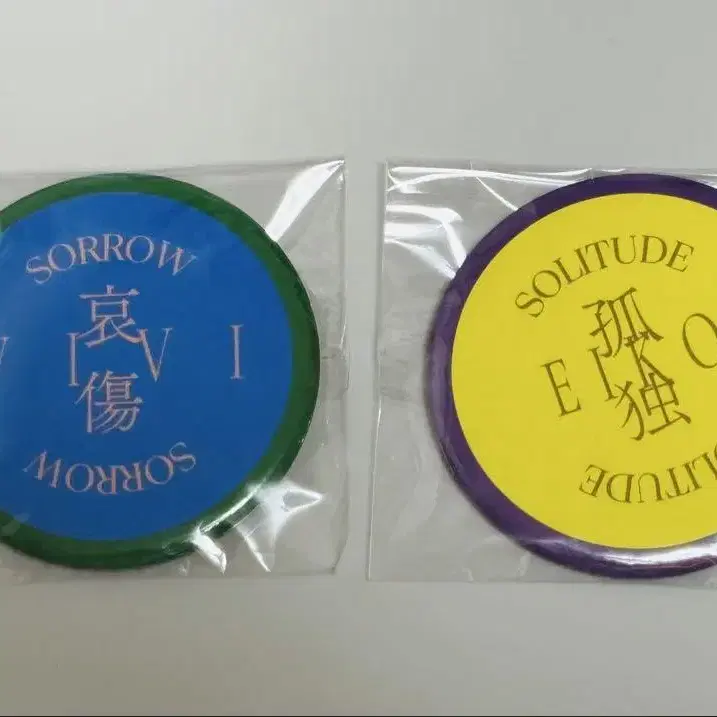 SORROW
哀
I V I
傷
SORROW
SOLITUDE
孤
E I K O
独
SOLITUDE